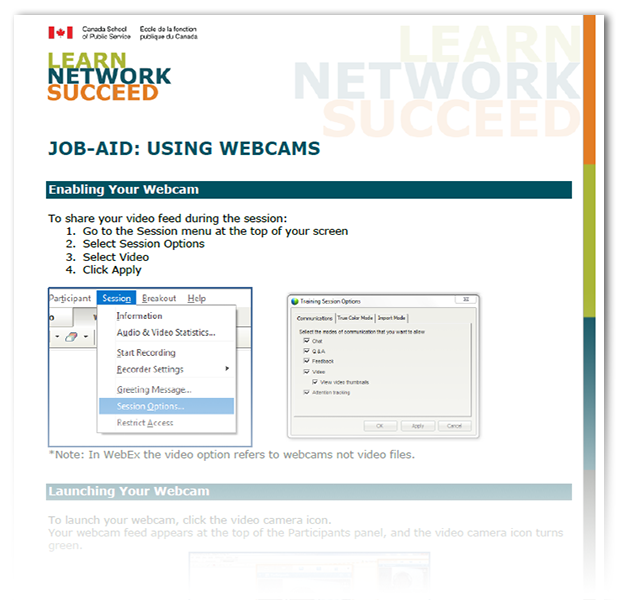 Canada School
of Public Service
École de la fonction
publique du Canada
LEARN
NETWORK
SUCCEED
LEARN
NETWORK
SUCCEED
JOB-AID: USING WEBCAMS
Enabling Your Webcam
To share your video feed during the session:
1. Go to the Session menu at the top of your screen
2. Select Session Options
3. Select Video
4. Click Apply
Participant Session Breakout Help
Information
Audio & Video Statistics...
Start Recording
Recorder Settings
Greeting Message...
Session Options...
Restrict Access
Training Session Options
Communications True Color Mode Import Mode
Select the modes of communication that you want to allow
Chat
Q & A
Feedback
Video
View video thumbnails
Attention tracking
OK Apply Cancel
*Note: In WebEx the video option refers to webcams not video files.
Launching Your Webcam
To launch your webcam, click the video camera icon.
Your webcam feed appears at the top of the Participants panel, and the video camera icon turns
green.